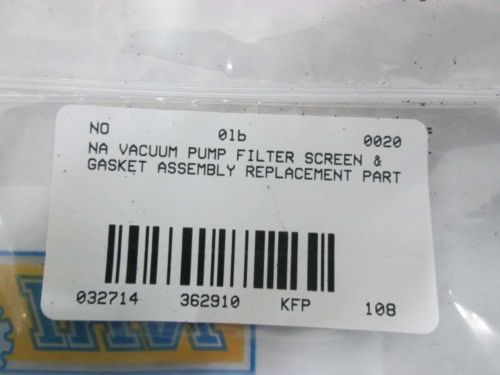 NO 01b 0020
NA VACUUM PUMP FILTER SCREEN &
GASKET ASSEMBLY REPLACEMENT PART
032714 362910 KFP 108